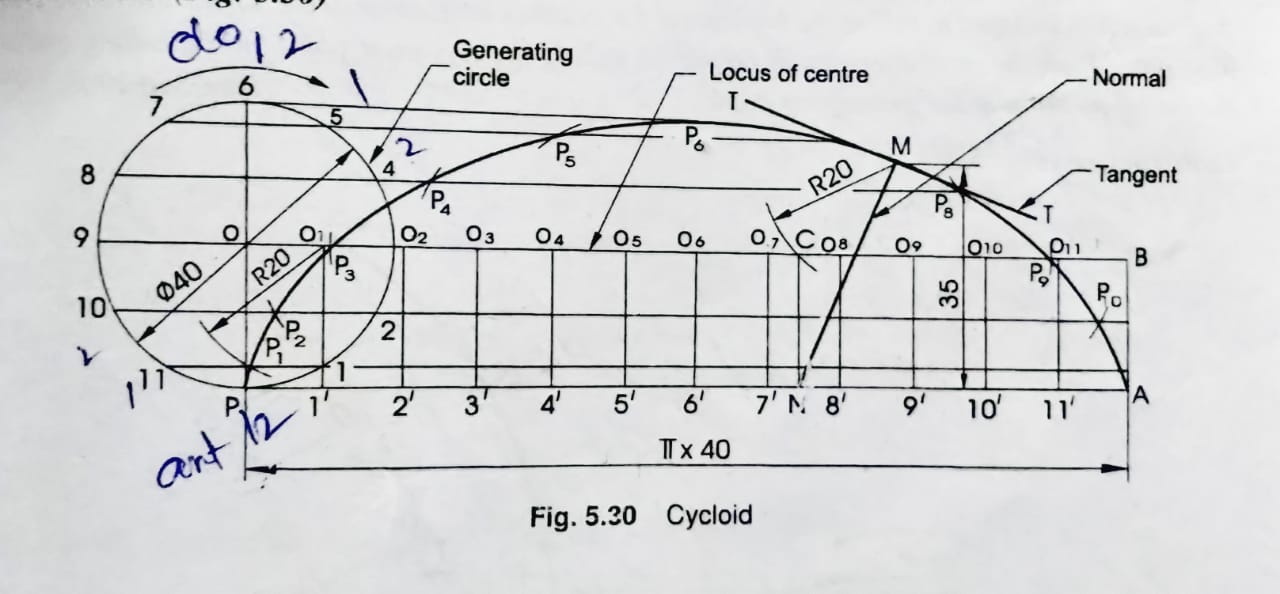 do 12
Generating
circle
Locus of centre
Normal
1
T
7
6
5
2
P5
P6
M
8
4
R20
Tangent
P4
P8
T
9
O
O1
O2
O3
O4
O5
O6
O7
C
O8
O9
O10
O11
B
Φ40
R20
P3
P9
35
10
P2
2
P1
11
1
1
P
1'
2'
3'
4'
5'
6'
7'
N
8'
9'
10'
11'
A
12
π x 40
Fig. 5.30 Cycloid